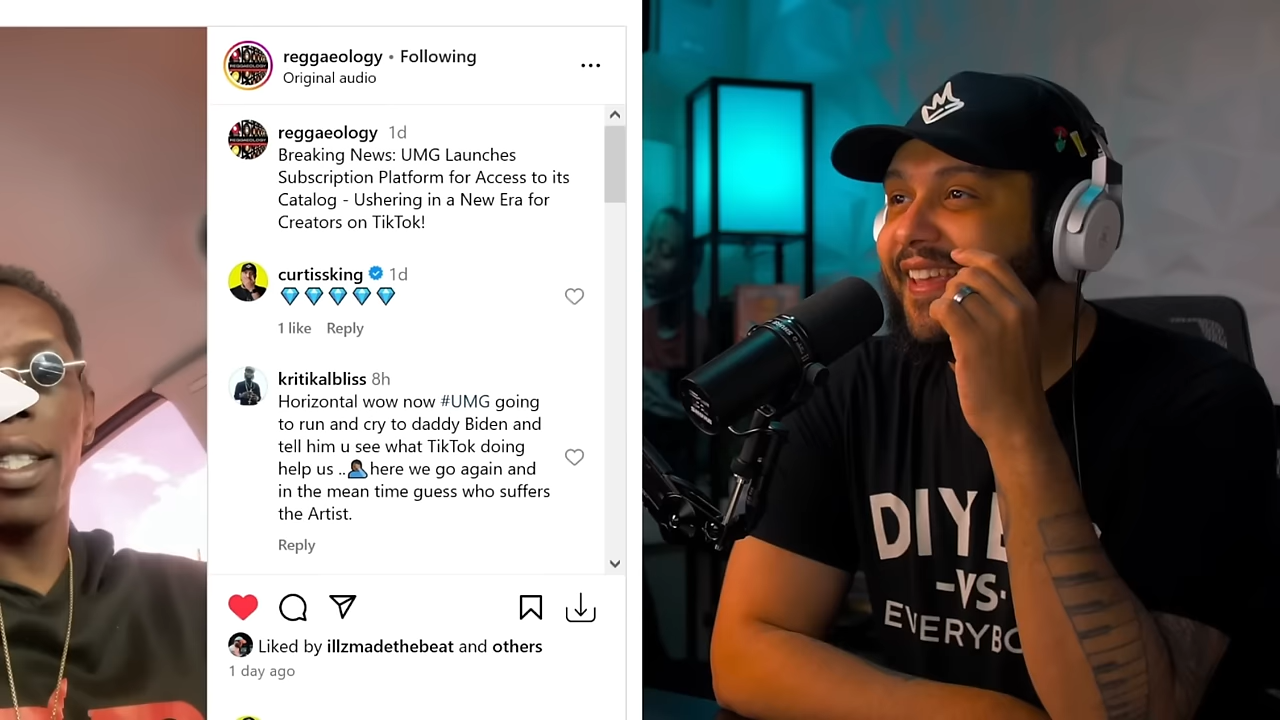 reggaeology • Following
Original audio
reggaeology 1d
Breaking News: UMG Launches
Subscription Platform for Access to its
Catalog - Ushering in a New Era for
Creators on TikTok!
curtissking 1d
1 like Reply
kritikalbliss 8h
Horizontal wow now #UMG going
to run and cry to daddy Biden and
tell him u see what TikTok doing
help us .. here we go again and
in the mean time guess who suffers
the Artist.
Reply
Liked by illzmadethebeat and others
1 day ago
DIYE
-VS-
EVERYBO